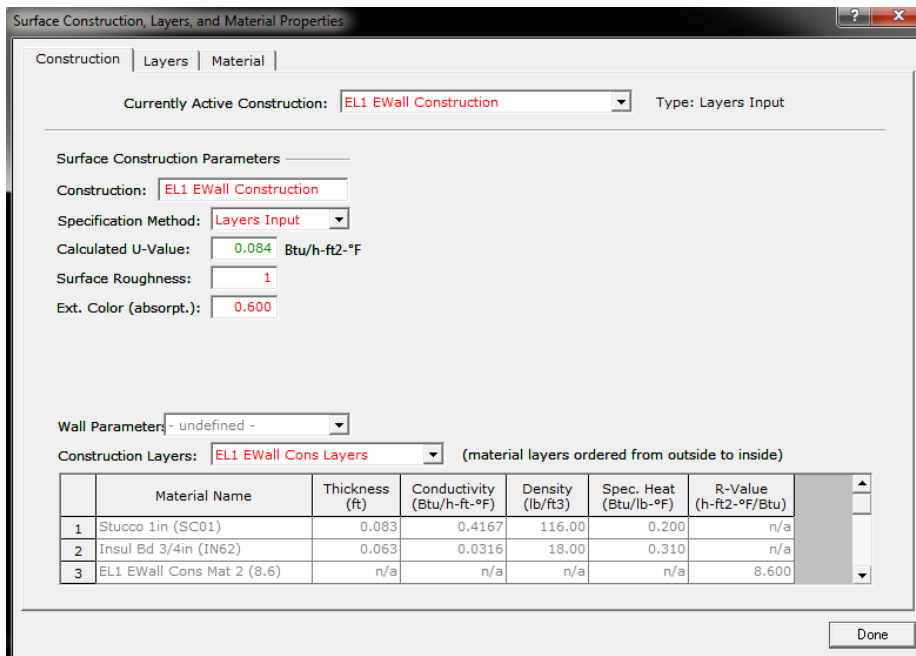 Surface Construction, Layers, and Material Properties ? X
Construction Layers Material
Currently Active Construction: EL1 EWall Construction Type: Layers Input
Surface Construction Parameters
Construction: EL1 EWall Construction
Specification Method: Layers Input
Calculated U-Value: 0.084 Btu/h-ft2-°F
Surface Roughness: 1
Ext. Color (absorpt.): 0.600
Wall Parameter: - undefined -
Construction Layers: EL1 EWall Cons Layers (material layers ordered from outside to inside)
Material Name Thickness (ft) Conductivity (Btu/h-ft-°F) Density (lb/ft3) Spec. Heat (Btu/lb-°F) R-Value (h-ft2-°F/Btu)
1 Stucco 1in (SC01) 0.083 0.4167 116.00 0.200 n/a
2 Insul Bd 3/4in (IN62) 0.063 0.0316 18.00 0.310 n/a
3 EL1 EWall Cons Mat 2 (8.6) n/a n/a n/a n/a 8.600
Done